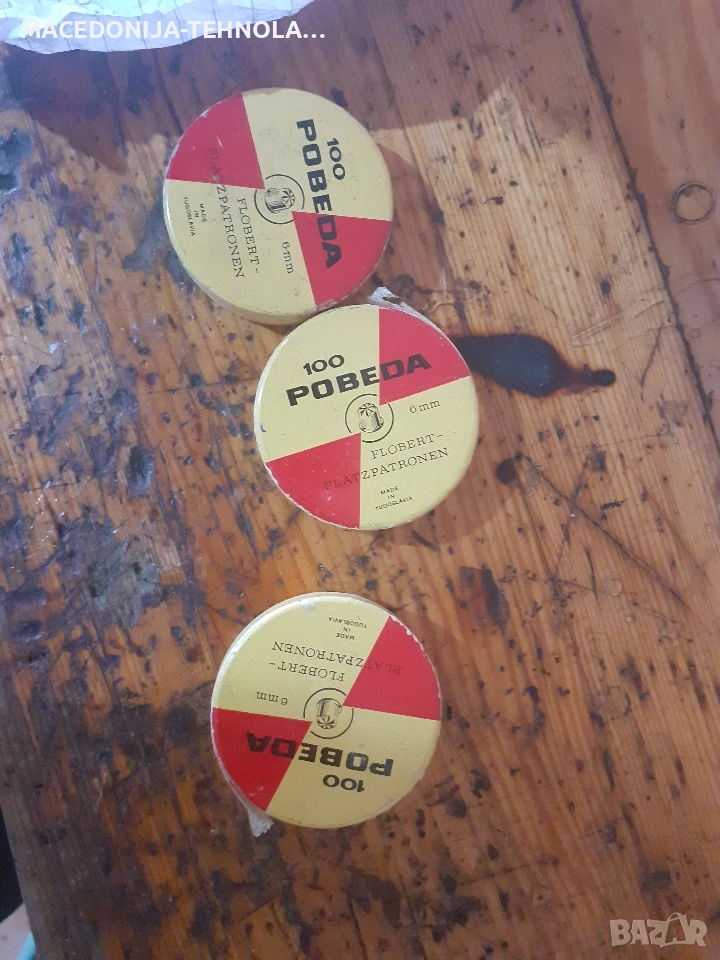 MACEDONIJA-TEHNOLA...
100
POBEDA
6mm
FLOBERT-
PLATZPATRONEN
MADE
IN
YUGOSLAVIA
100
POBEDA
6mm
FLOBERT-
PLATZPATRONEN
MADE
IN
YUGOSLAVIA
100
POBEDA
6mm
FLOBERT-
PLATZPATRONEN
MADE
IN
YUGOSLAVIA
BAZAR